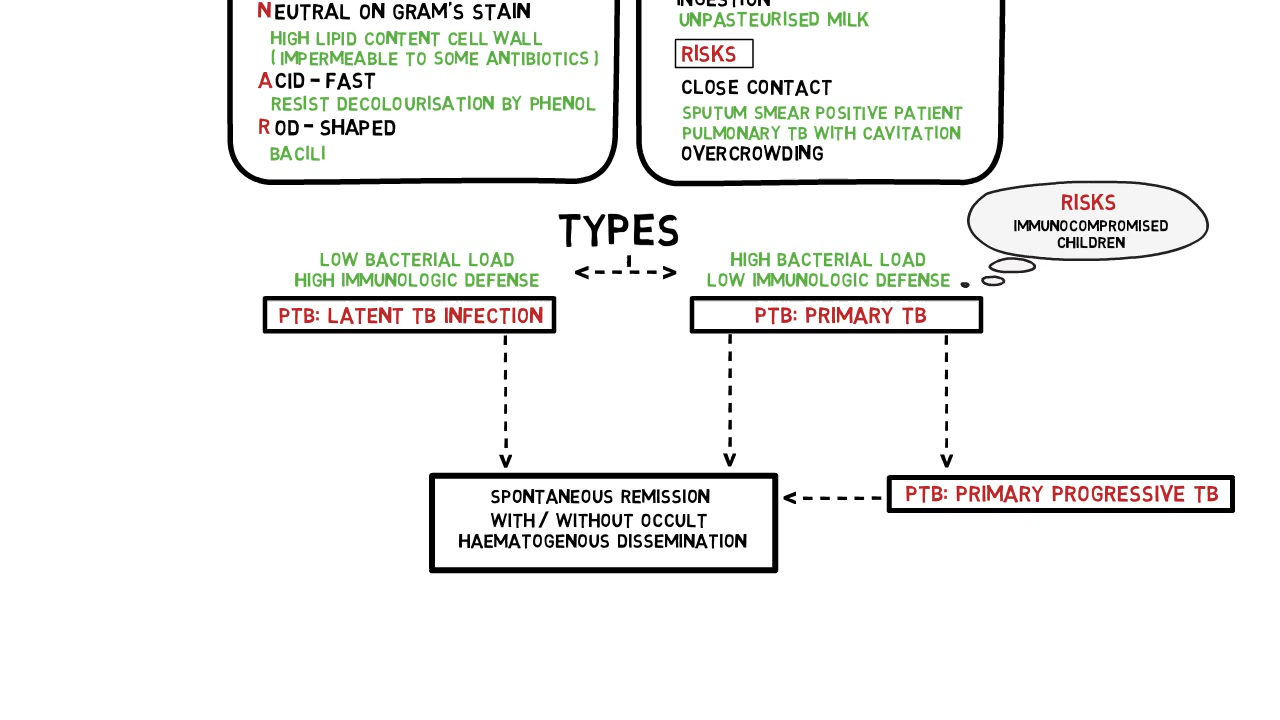 NEUTRAL ON GRAM'S STAIN
HIGH LIPID CONTENT CELL WALL
(IMPERMEABLE TO SOME ANTIBIOTICS)
ACID-FAST
RESIST DECOLOURISATION BY PHENOL
ROD-SHAPED
BACILI
INGESTION
UNPASTEURISED MILK
RISKS
CLOSE CONTACT
SPUTUM SMEAR POSITIVE PATIENT
PULMONARY TB WITH CAVITATION
OVERCROWDING
TYPES
RISKS
IMMUNOCOMPROMISED
CHILDREN
LOW BACTERIAL LOAD
HIGH IMMUNOLOGIC DEFENSE
HIGH BACTERIAL LOAD
LOW IMMUNOLOGIC DEFENSE
PTB: LATENT TB INFECTION
PTB: PRIMARY TB
SPONTANEOUS REMISSION
WITH/ WITHOUT OCCULT
HAEMATOGENOUS DISSEMINATION
PTB: PRIMARY PROGRESSIVE TB